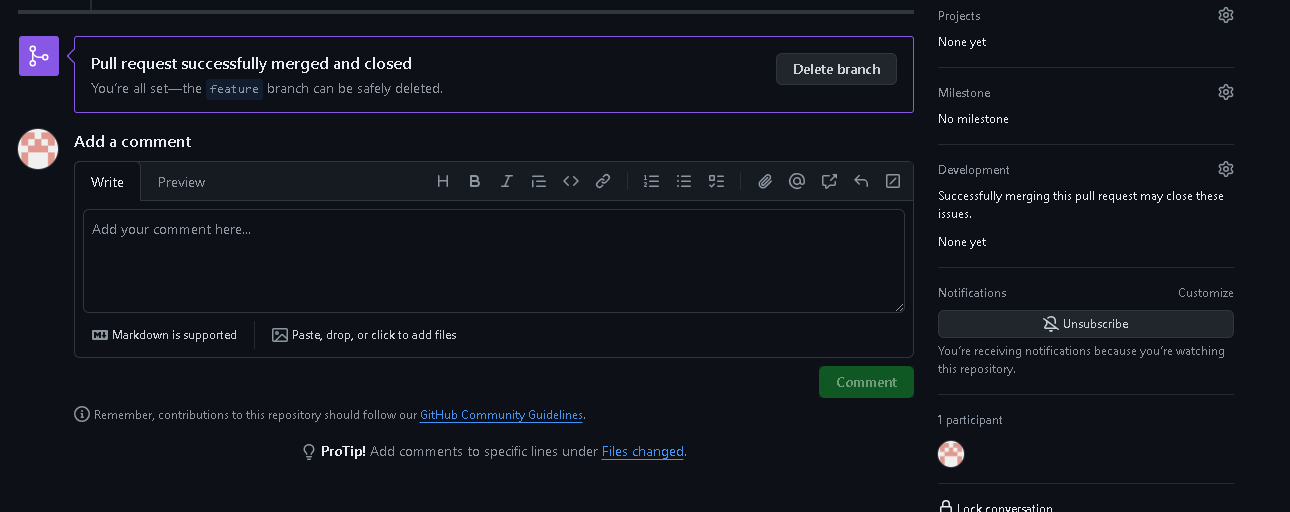 Pull request successfully merged and closed
Delete branch
You're all set—the feature branch can be safely deleted.
Add a comment
Write
Preview
Add your comment here...
Markdown is supported
Paste, drop, or click to add files
Comment
Remember, contributions to this repository should follow our GitHub Community Guidelines.
ProTip! Add comments to specific lines under Files changed.
Projects
None yet
Milestone
No milestone
Development
Successfully merging this pull request may close these
issues.
None yet
Notifications
Customize
Unsubscribe
You're receiving notifications because you're watching
this repository.
1 participant
Lock conversation